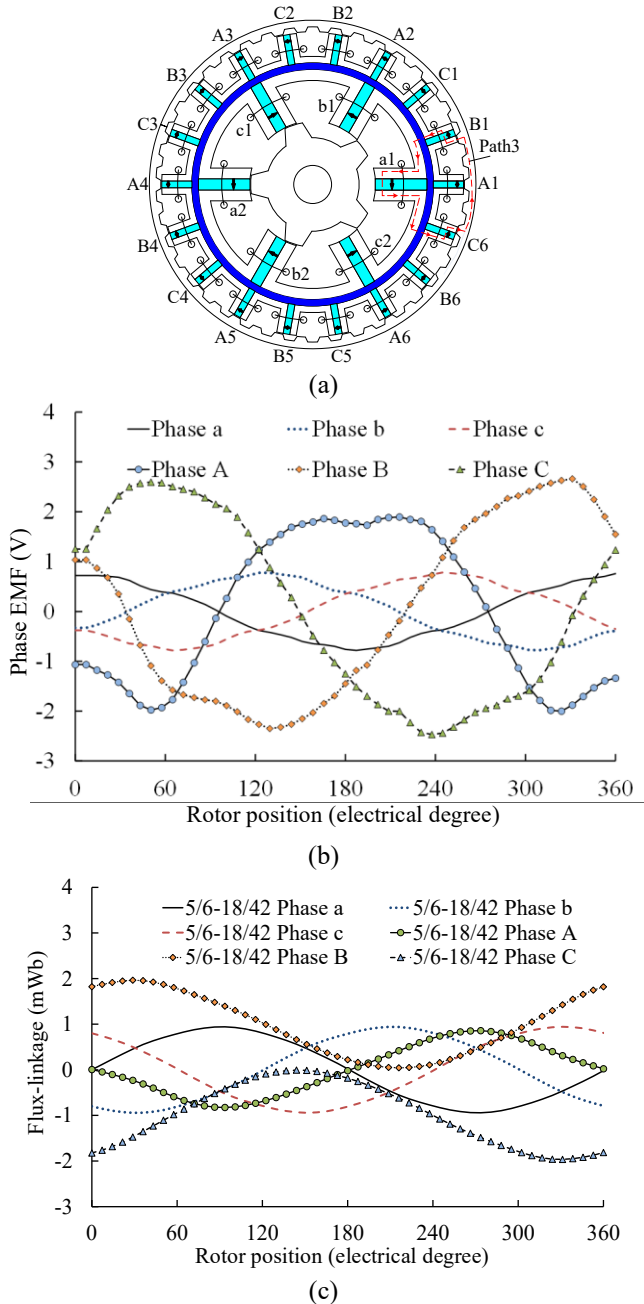 C2 B2
A3 A2
B3 C1
b1
c1
C3 B1
Path3
a1
A4 A1
a2
c2
B4 C6
b2
C4 B6
A5 A6
B5 C5
(a)
4
Phase a Phase b Phase c
3
Phase A Phase B Phase C
2
1
0
-1
-2
-3
Phase EMF (V)
0 60 120 180 240 300 360
Rotor position (electrical degree)
(b)
4
5/6-18/42 Phase a 5/6-18/42 Phase b
3
5/6-18/42 Phase c 5/6-18/42 Phase A
5/6-18/42 Phase B 5/6-18/42 Phase C
2
1
0
-1
-2
-3
Flux-linkage (mWb)
0 60 120 180 240 300 360
Rotor position (electrical degree)
(c)